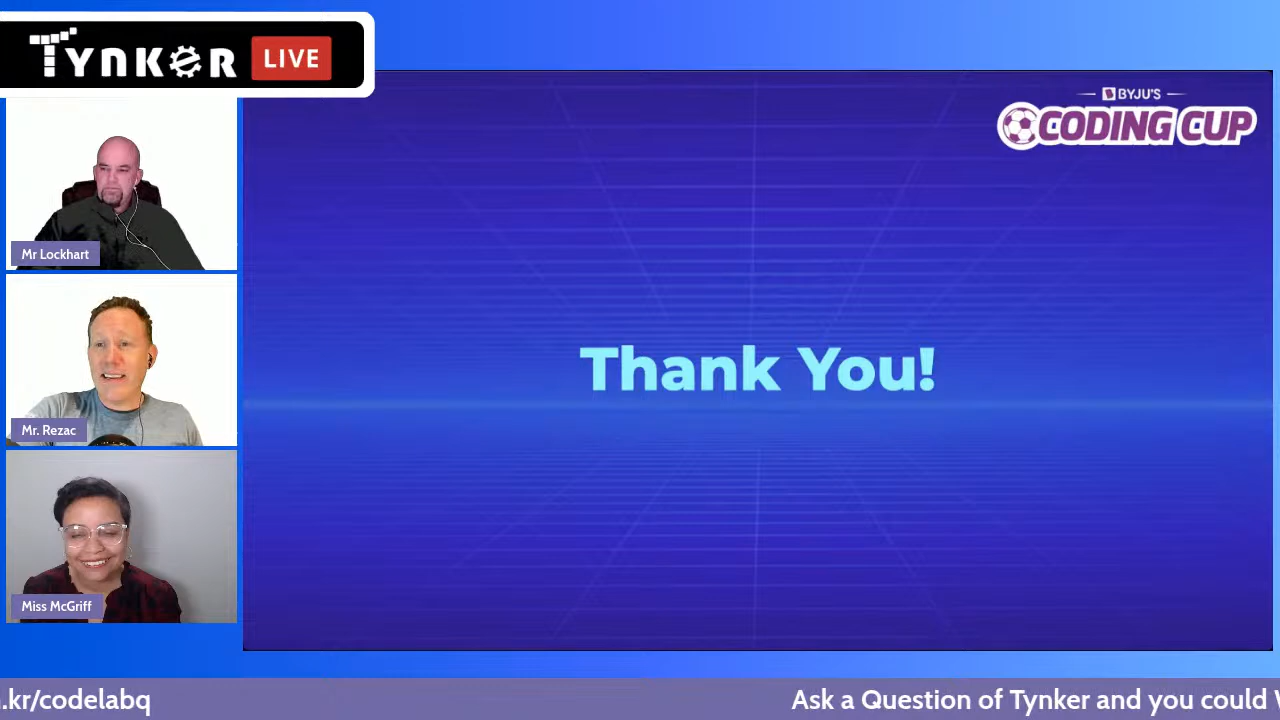 TYNKER LIVE
BYJU'S
CODING CUP
Mr Lockhart
Thank You!
Mr. Rezac
Miss McGriff
.kr/codelabq
Ask a Question of Tynker and you could